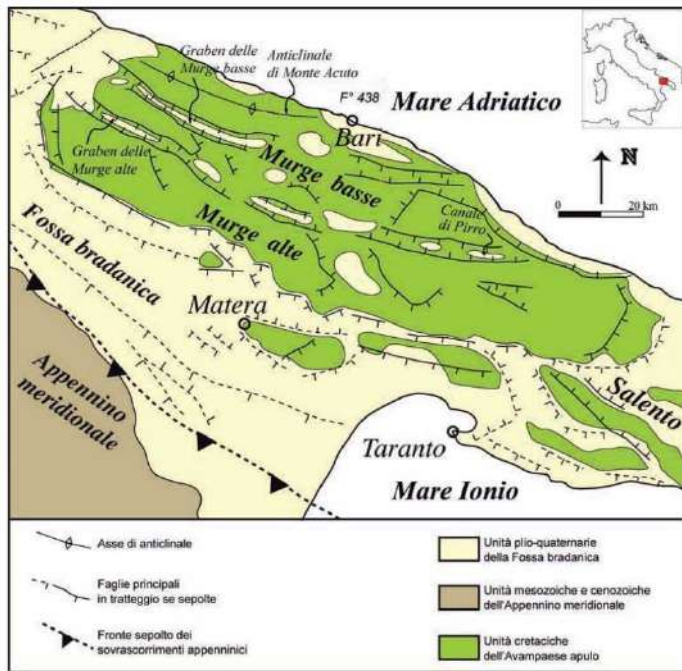 Graben delle
Murge basse
Anticlinale
di Monte Acuto
F° 438
Mare Adriatico
Bari
N
Graben delle
Murge alte
Murge basse
0
20 km
Canale
di Pirro
Murge alte
Fossa bradanica
Matera
Appennino
meridionale
Salento
Taranto
Mare Ionio
Asse di anticlinale
Faglie principali
in tratteggio se sepolte
Fronte sepolto dei
sovrascorrimenti appenninici
Unità plio-quaternarie
della Fossa bradanica
Unità mesozoiche e cenozoiche
dell'Appennino meridionale
Unità cretaciche
dell'Avampaese apulo